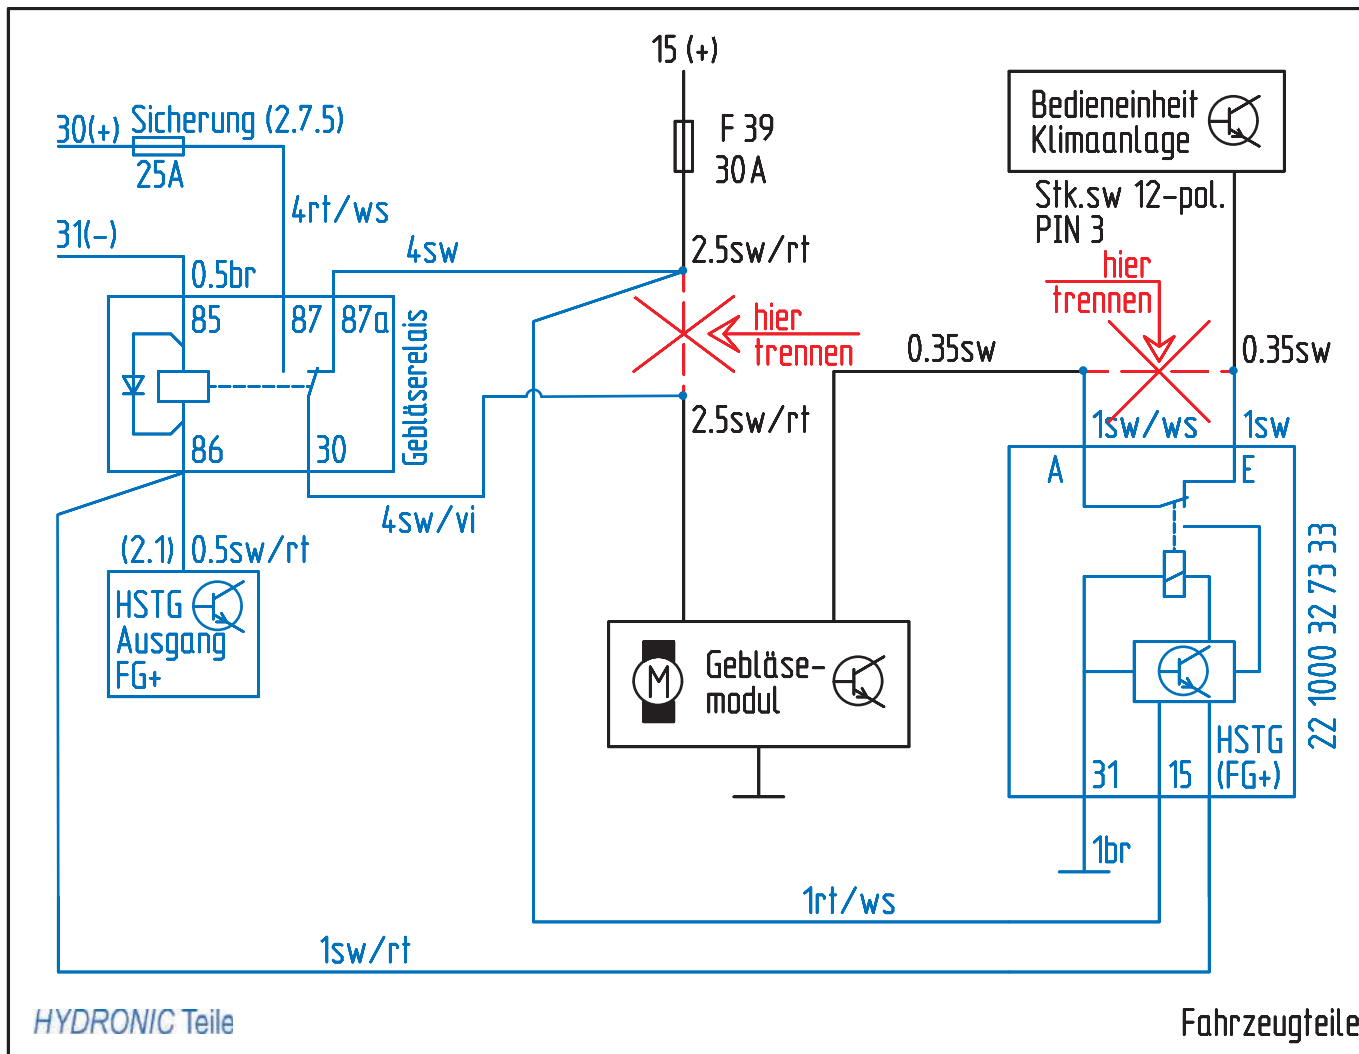 15 (+)
F 39
30 A
Bedieneinheit
Klimaanlage
Stk.sw 12-pol.
PIN 3
30(+)
Sicherung (2.7.5)
25A
4rt/ws
31(-)
0.5br
4sw
2.5sw/rt
hier
trennen
hier
trennen
85
87
87a
Gebläserelais
86
30
0.35sw
0.35sw
2.5sw/rt
1sw/ws
1sw
A
E
4sw/vi
(2.1)
0.5sw/rt
HSTG
Ausgang
FG+
M
Gebläse-
modul
22 1000 32 73 33
HSTG
(FG+)
31
15
1br
1rt/ws
1sw/rt
HYDRONIC Teile
Fahrzeugteile